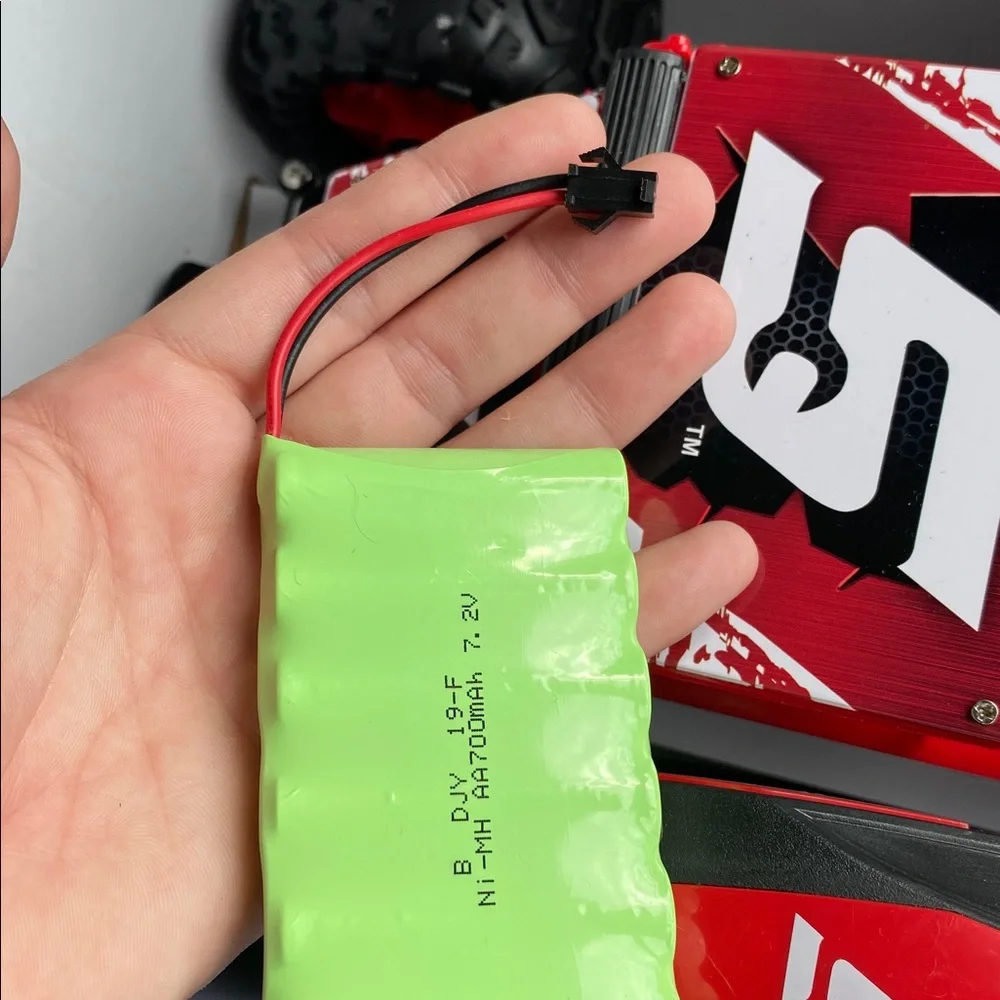 B DJY 19-F
Ni-MH AA700mAh 7.2V
TM